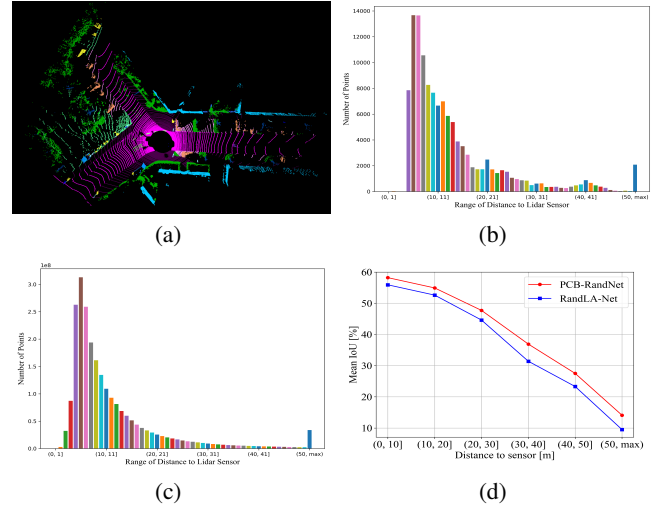 (a)
14000
12000
10000
8000
6000
4000
2000
0
Number of Points
(0, 1] (10, 11] (20, 21] (30, 31] (40, 41] (50, max)
Range of Distance to Lidar Sensor
(b)
1e8
3.0
2.5
2.0
1.5
1.0
0.5
0.0
Number of Points
(0, 1] (10, 11] (20, 21] (30, 31] (40, 41] (50, max)
Range of Distance to Lidar Sensor
(c)
60
50
40
30
20
10
Mean IoU [%]
PCB-RandNet
RandLA-Net
(0, 10] (10, 20] (20, 30] (30, 40] (40, 50] (50, max)
Distance to sensor [m]
(d)